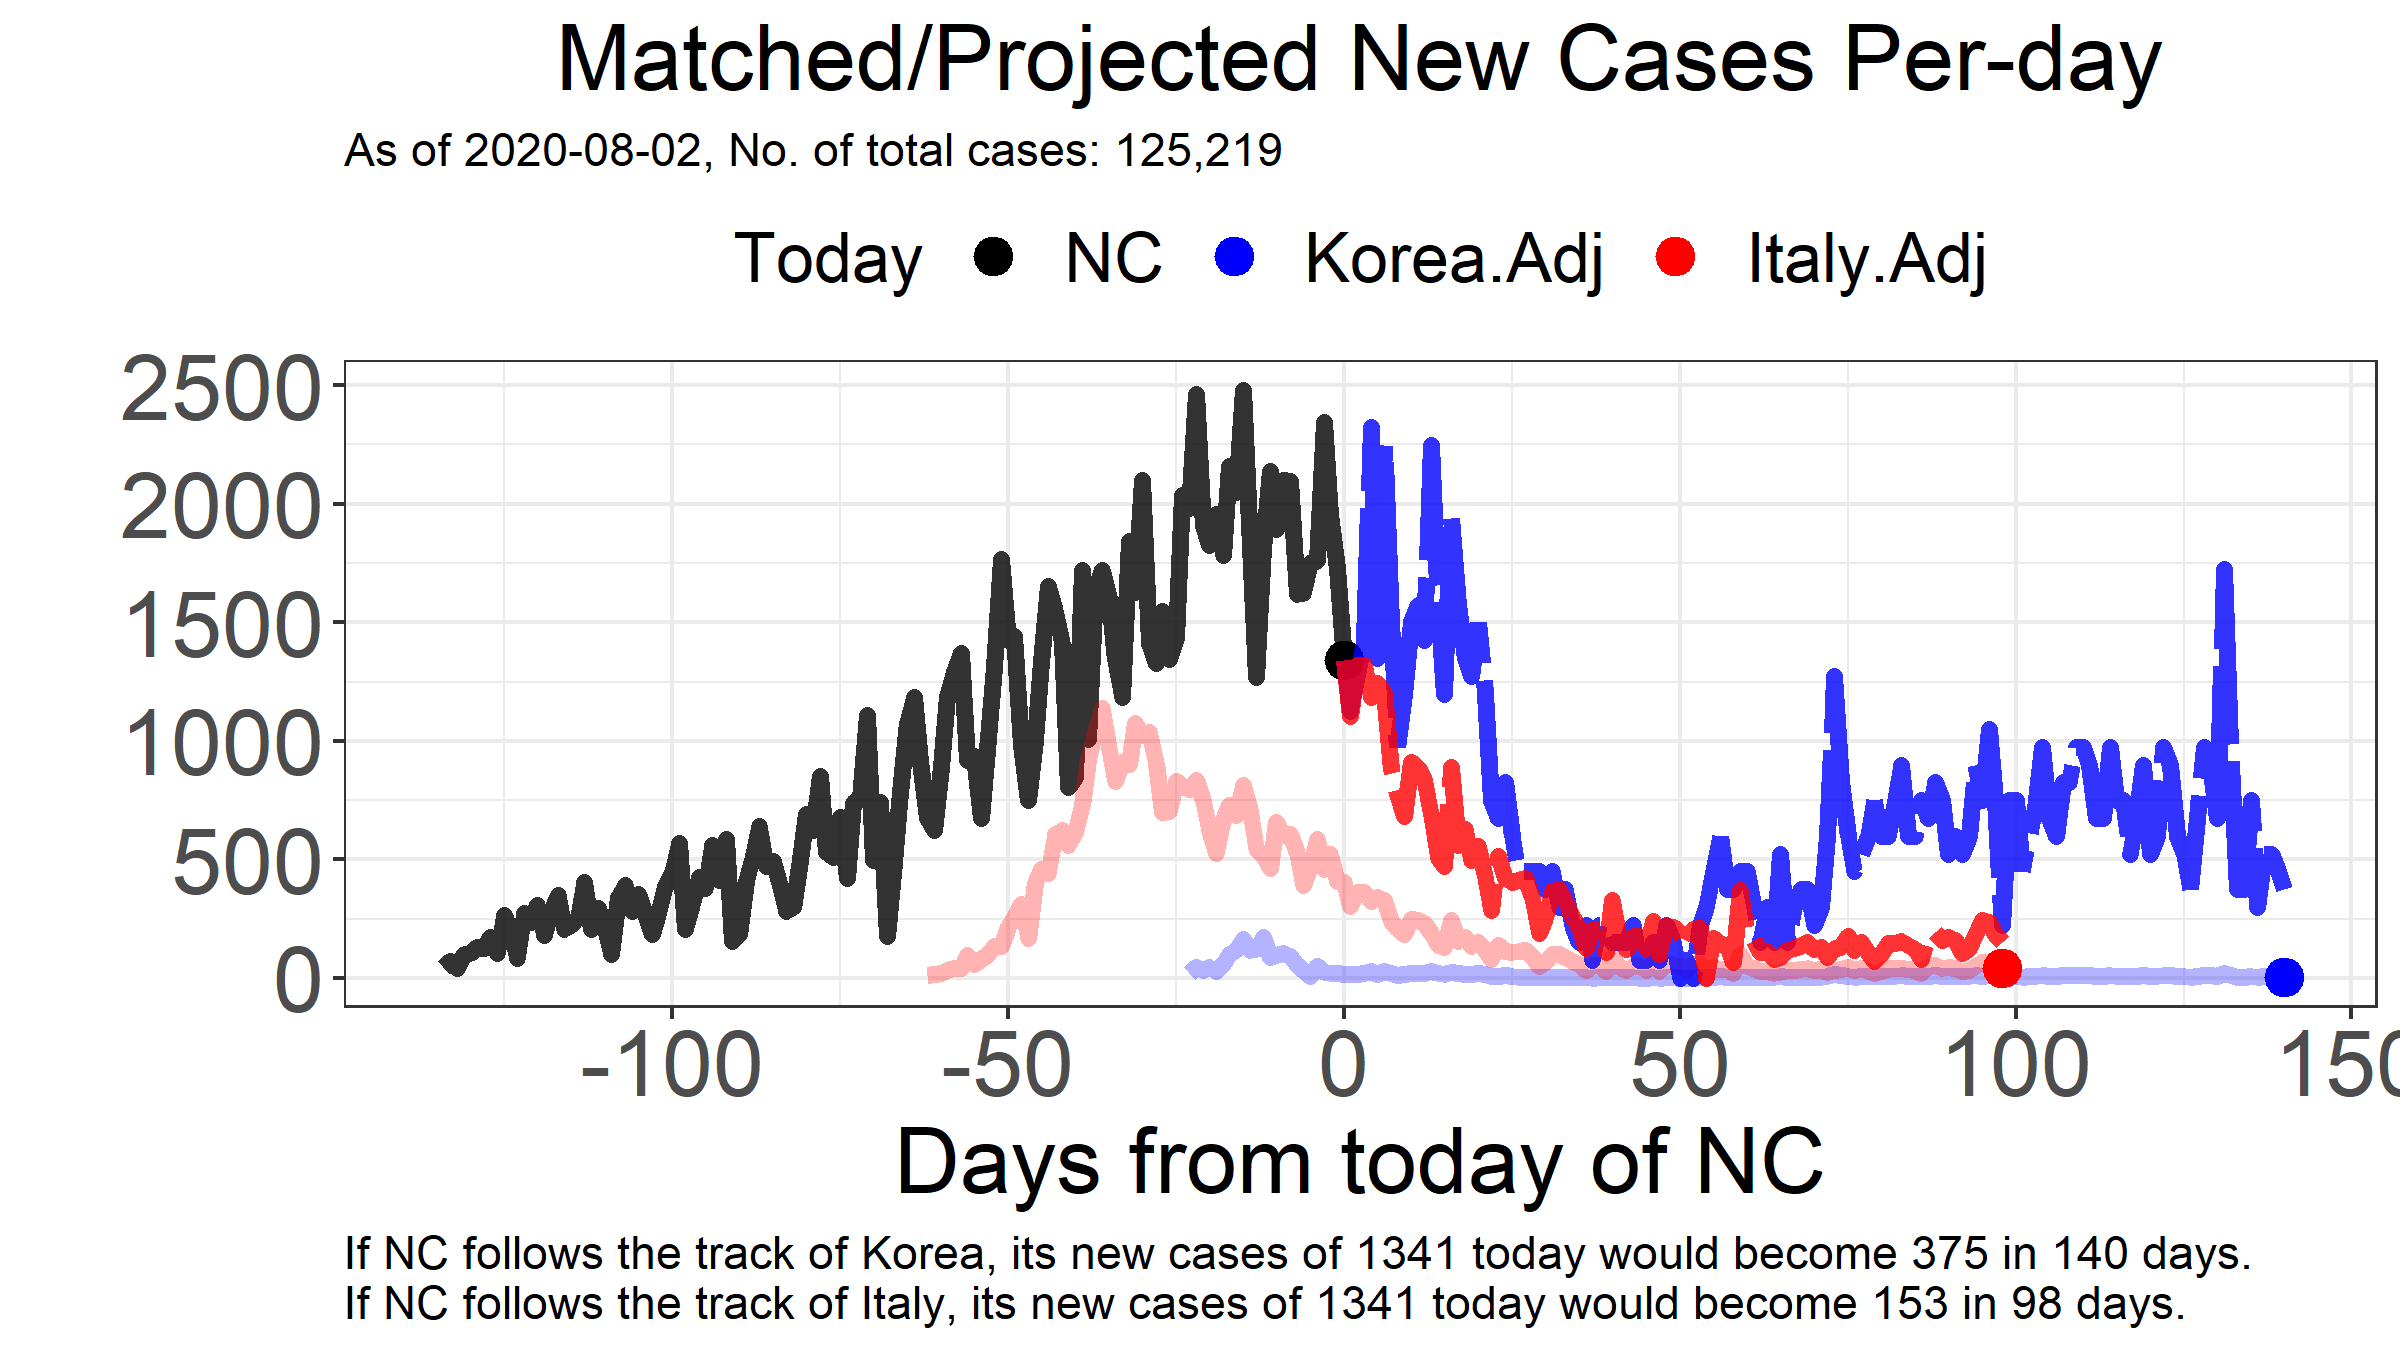 Matched/Projected New Cases Per-day
As of 2020-08-02, No. of total cases: 125,219
Today NC Korea.Adj Italy.Adj
2500
2000
1500
1000
500
0
-100 -50 0 50 100 150
Days from today of NC
If NC follows the track of Korea, its new cases of 1341 today would become 375 in 140 days.
If NC follows the track of Italy, its new cases of 1341 today would become 153 in 98 days.